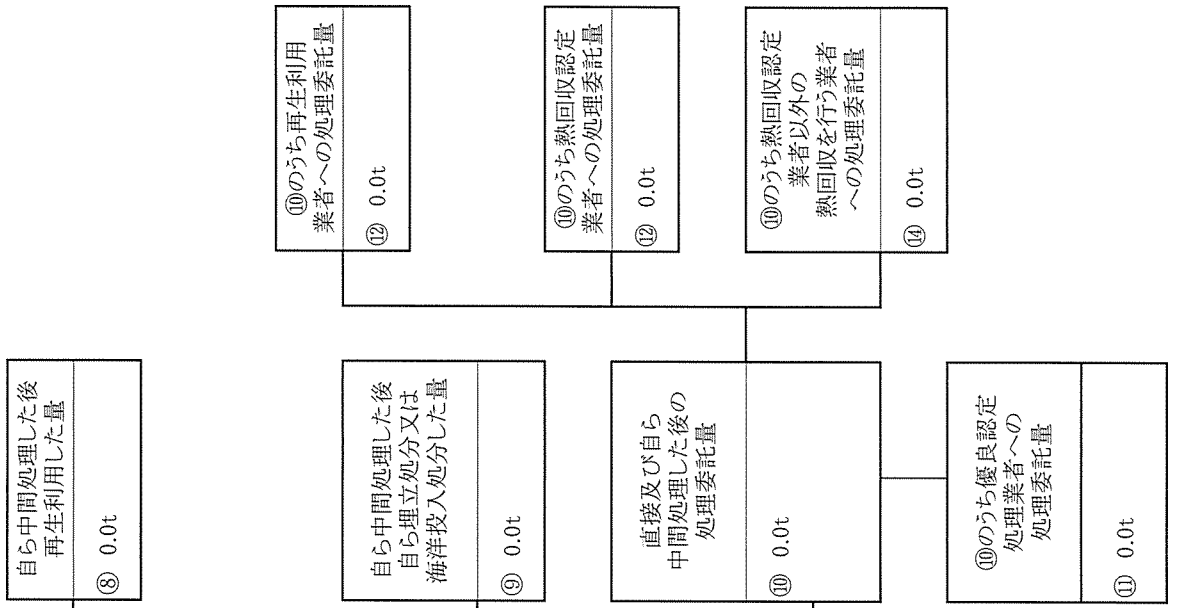 自ら中間処理した後
再生利用した量
⑧ 0.0t
自ら中間処理した後
自ら埋立処分又は
海洋投入処分した量
⑨ 0.0t
直接及び自ら
中間処理した後の
処理委託量
⑩ 0.0t
⑩のうち優良認定
処理業者への
処理委託量
⑪ 0.0t
⑩のうち再生利用
業者への処理委託量
⑫ 0.0t
⑩のうち熱回収認定
業者への処理委託量
⑫ 0.0t
⑩のうち熱回収認定
業者以外の
熱回収を行う業者
への処理委託量
⑭ 0.0t